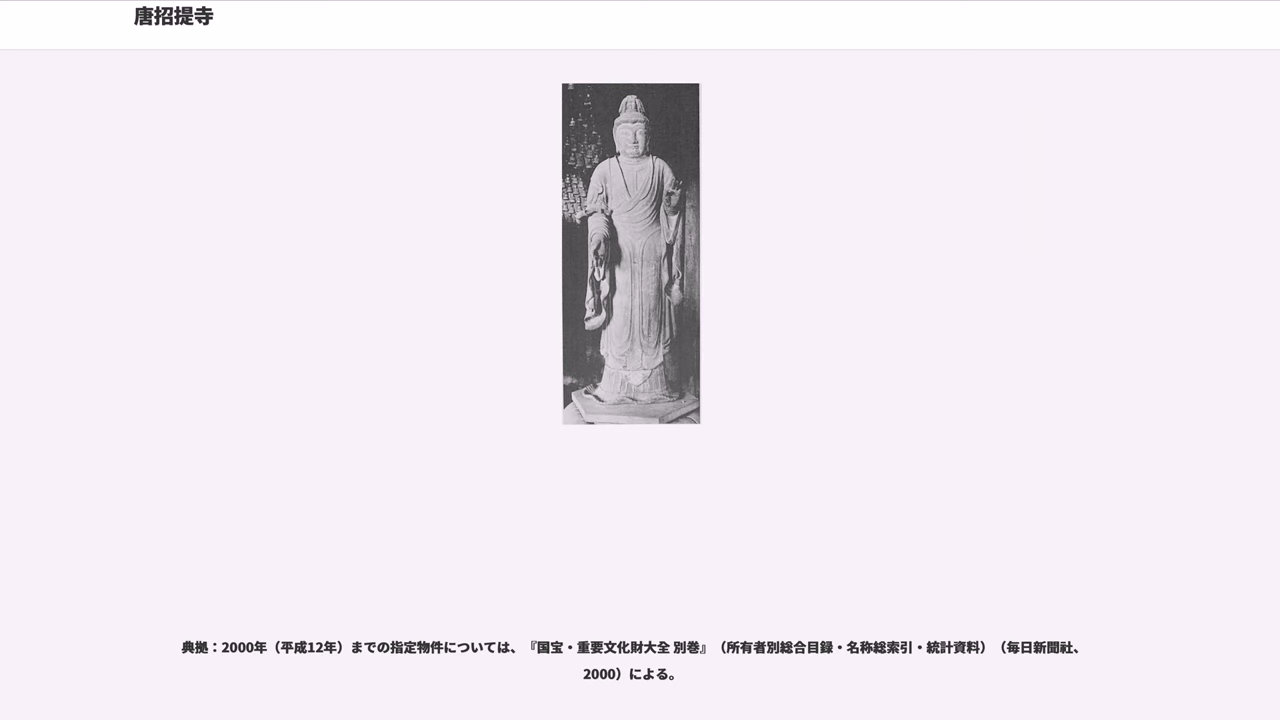 唐招提寺
典拠：2000年（平成12年）までの指定物件については、『国宝・重要文化財大全 別巻』（所有者別総合目録・名称総索引・統計資料）（毎日新聞社、
2000）による。